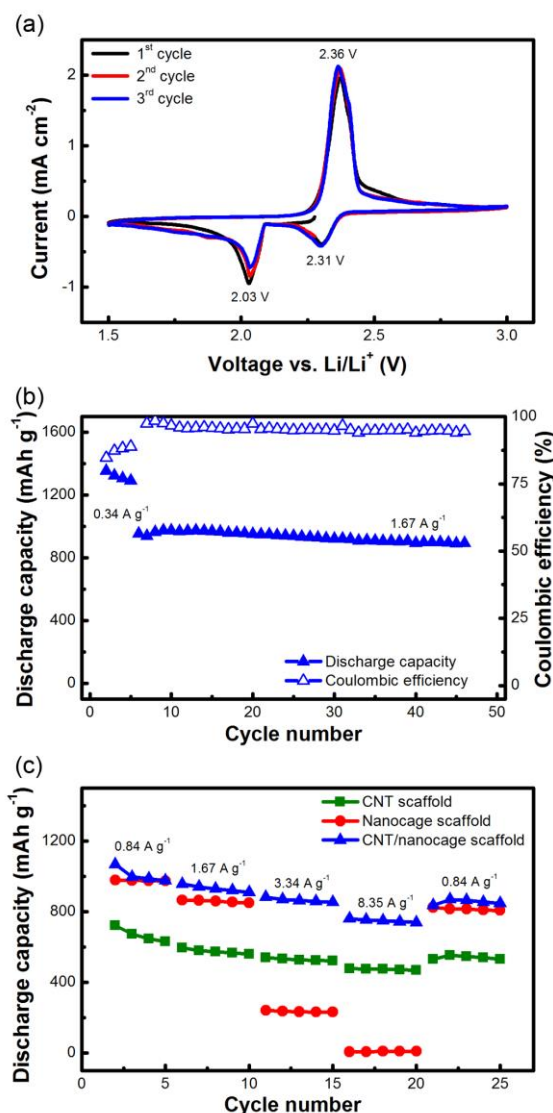 (a)
1st cycle
2nd cycle
3rd cycle
2.36 V
2.31 V
2.03 V
2
1
0
-1
1.5 2.0 2.5 3.0
Current (mA cm-2)
Voltage vs. Li/Li+ (V)
(b)
1600
1200
800
400
0
100
75
50
25
0
0.34 A g-1
1.67 A g-1
Discharge capacity
Coulombic efficiency
0 10 20 30 40 50
Discharge capacity (mAh g-1)
Coulombic efficiency (%)
Cycle number
(c)
CNT scaffold
Nanocage scaffold
CNT/nanocage scaffold
0.84 A g-1
1.67 A g-1
3.34 A g-1
8.35 A g-1
0.84 A g-1
1200
800
400
0
0 5 10 15 20 25
Discharge capacity (mAh g-1)
Cycle number